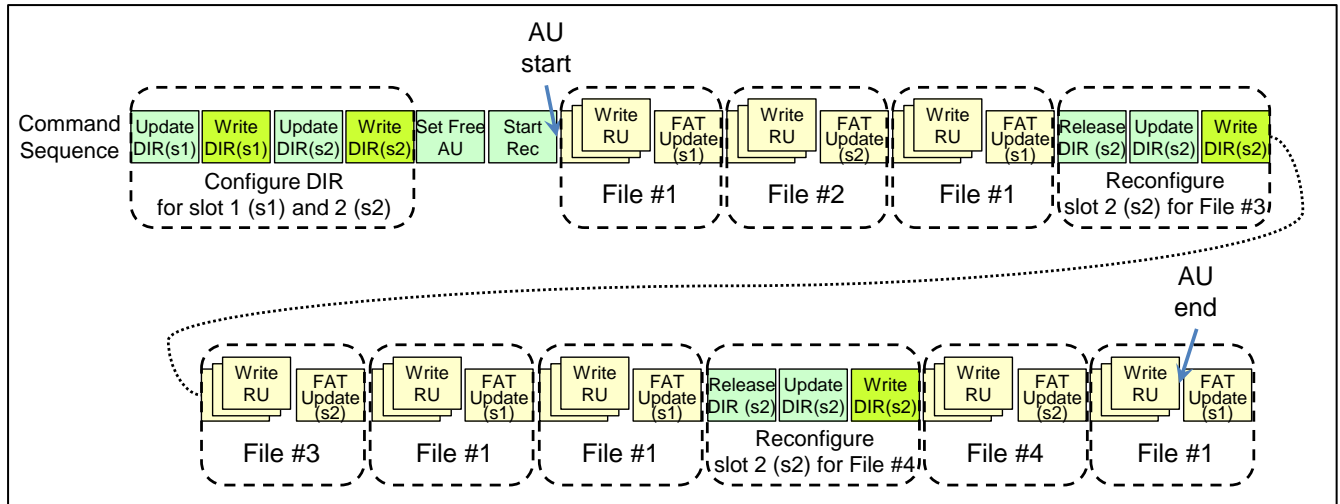 AU
start
Command
Sequence
Update
DIR(s1)
Write
DIR(s1)
Update
DIR(s2)
Write
DIR(s2)
Set Free
AU
Start
Rec
Write
RU
FAT
Update
(s1)
Write
RU
FAT
Update
(s2)
Write
RU
FAT
Update
(s1)
Release
DIR (s2)
Update
DIR(s2)
Write
DIR(s2)
Configure DIR
for slot 1 (s1) and 2 (s2)
File #1
File #2
File #1
Reconfigure
slot 2 (s2) for File #3
AU
end
Write
RU
FAT
Update
(s2)
Write
RU
FAT
Update
(s1)
Write
RU
FAT
Update
(s1)
Release
DIR (s2)
Update
DIR(s2)
Write
DIR(s2)
Write
RU
FAT
Update
(s2)
Write
RU
FAT
Update
(s1)
File #3
File #1
File #1
Reconfigure
slot 2 (s2) for File #4
File #4
File #1